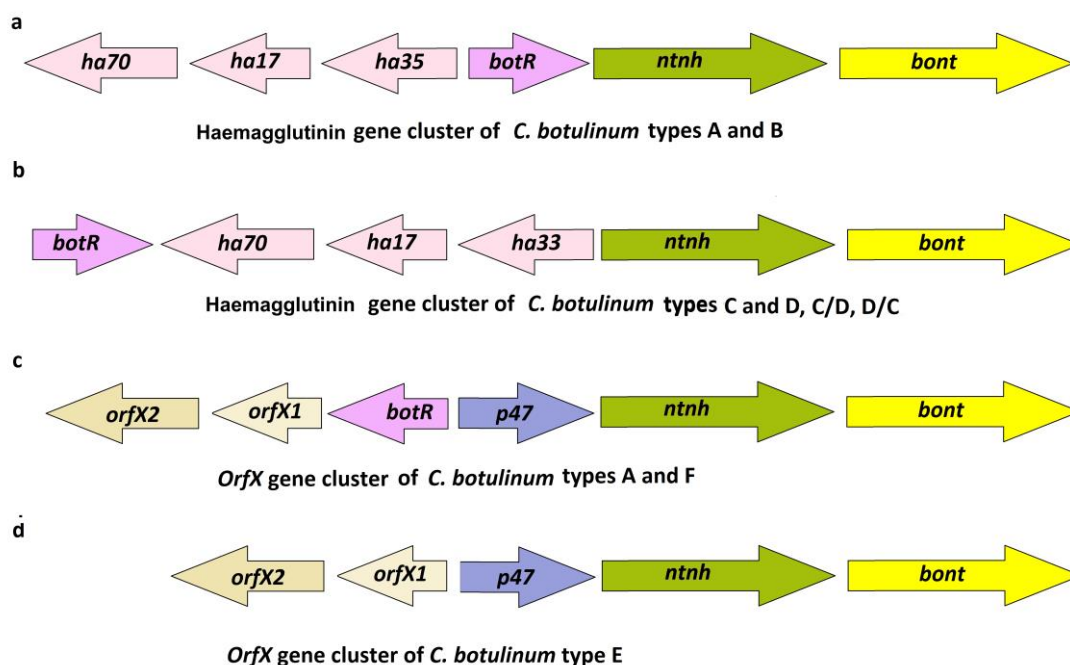 a
ha70 ha17 ha35 botR ntnh bont
Haemagglutinin gene cluster of C. botulinum types A and B
b
botR ha70 ha17 ha33 ntnh bont
Haemagglutinin gene cluster of C. botulinum types C and D, C/D, D/C
c
orfX2 orfX1 botR p47 ntnh bont
OrfX gene cluster of C. botulinum types A and F
d
orfX2 orfX1 p47 ntnh bont
OrfX gene cluster of C. botulinum type E